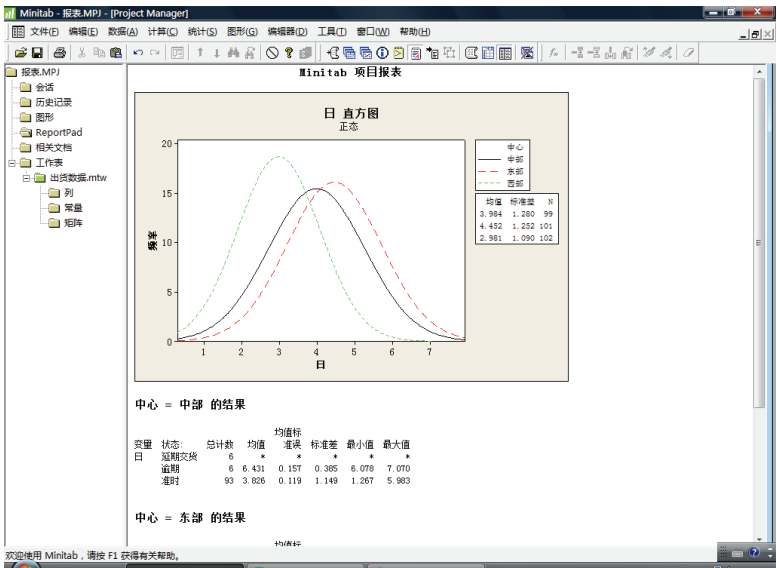 Minitab - 报表.MPJ - [Project Manager]
文件(F) 编辑(E) 数据(A) 计算(C) 统计(S) 图形(G) 编辑器(D) 工具(T) 窗口(W) 帮助(H)
报表.MPJ
会话
历史记录
图形
ReportPad
相关文档
工作表
出货数据.mtw
列
常量
矩阵
Minitab 项目报表
日 直方图
正态
20
15
10
5
0
频率
1 2 3 4 5 6 7
日
中心
中部
东部
西部
均值 标准差 N
3.984 1.280 99
4.452 1.252 101
2.981 1.090 102
中心 = 中部 的结果
均值标
变量 状态: 总计数 均值 准误 标准差 最小值 最大值
日 延期交货 6 * * * * *
逾期 6 6.431 0.157 0.385 6.078 7.070
准时 93 3.826 0.119 1.149 1.267 5.983
中心 = 东部 的结果
均值标
欢迎使用 Minitab，请按 F1 获得有关帮助。